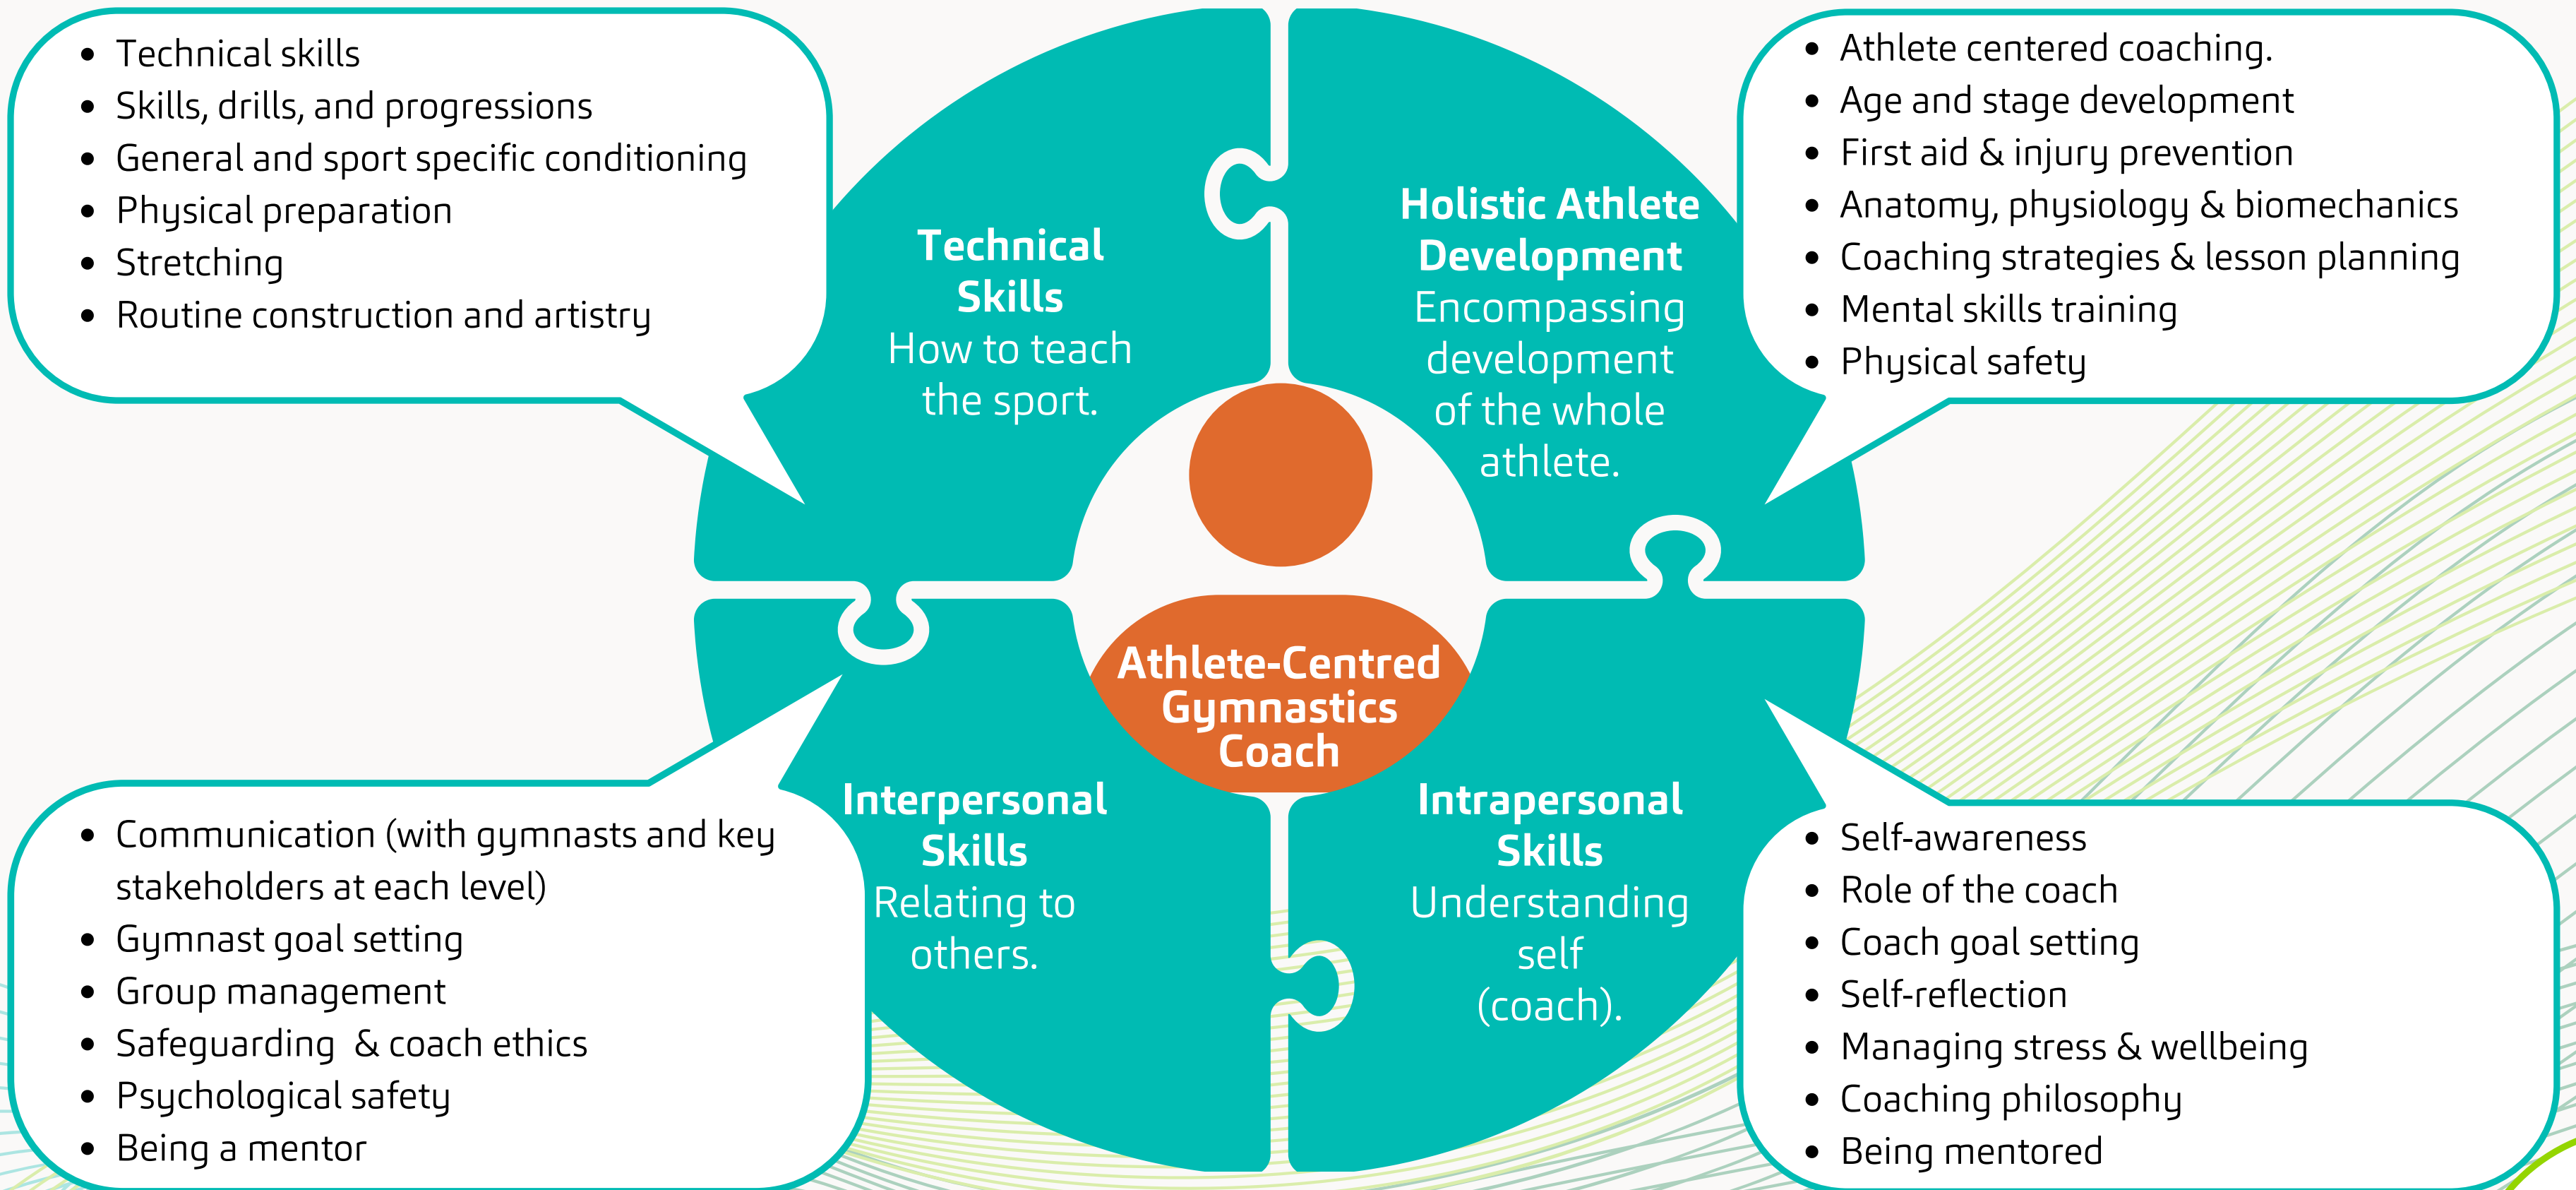 • Technical skills
• Skills, drills, and progressions
• General and sport specific conditioning
• Physical preparation
• Stretching
• Routine construction and artistry
Technical
Skills
How to teach
the sport.
Holistic Athlete
Development
Encompassing
development
of the whole
athlete.
• Athlete centered coaching.
• Age and stage development
• First aid & injury prevention
• Anatomy, physiology & biomechanics
• Coaching strategies & lesson planning
• Mental skills training
• Physical safety
Athlete-Centred
Gymnastics
Coach
• Communication (with gymnasts and key
stakeholders at each level)
• Gymnast goal setting
• Group management
• Safeguarding & coach ethics
• Psychological safety
• Being a mentor
Interpersonal
Skills
Relating to
others.
Intrapersonal
Skills
Understanding
self
(coach).
• Self-awareness
• Role of the coach
• Coach goal setting
• Self-reflection
• Managing stress & wellbeing
• Coaching philosophy
• Being mentored